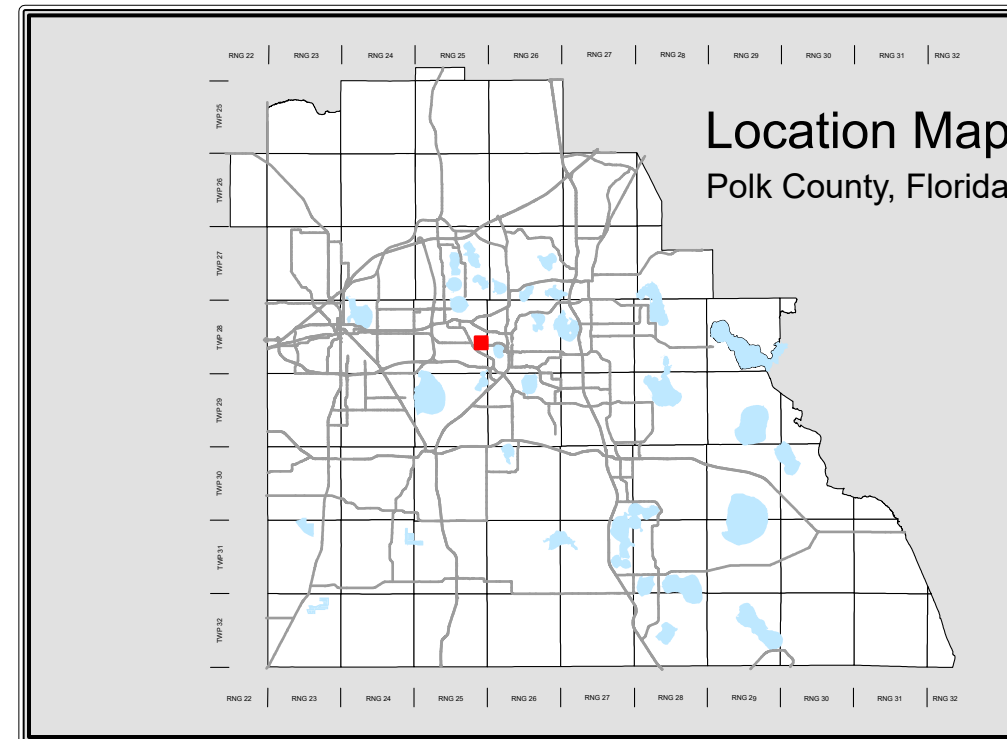 RNG 22 RNG 23 RNG 24 RNG 25 RNG 26 RNG 27 RNG 28 RNG 29 RNG 30 RNG 31 RNG 32
Location Map
Polk County, Florida
TWP 25
TWP 26
TWP 27
TWP 28
TWP 29
TWP 30
TWP 31
TWP 32
RNG 22 RNG 23 RNG 24 RNG 25 RNG 26 RNG 27 RNG 28 RNG 29 RNG 30 RNG 31 RNG 32